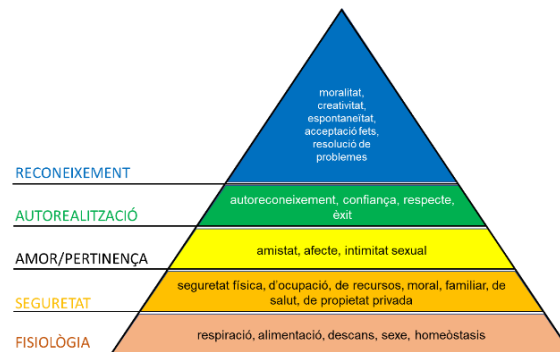 moralitat,
creativitat,
espontaneïtat,
acceptació fets,
resolució de
problemes
RECONEIXEMENT
autoreconeixement, confiança, respecte,
èxit
AUTOREALITZACIÓ
amistat, afecte, intimitat sexual
AMOR/PERTINENÇA
seguretat física, d'ocupació, de recursos, moral, familiar, de
salut, de propietat privada
SEGURETAT
respiració, alimentació, descans, sexe, homeòstasis
FISIOLÒGIA